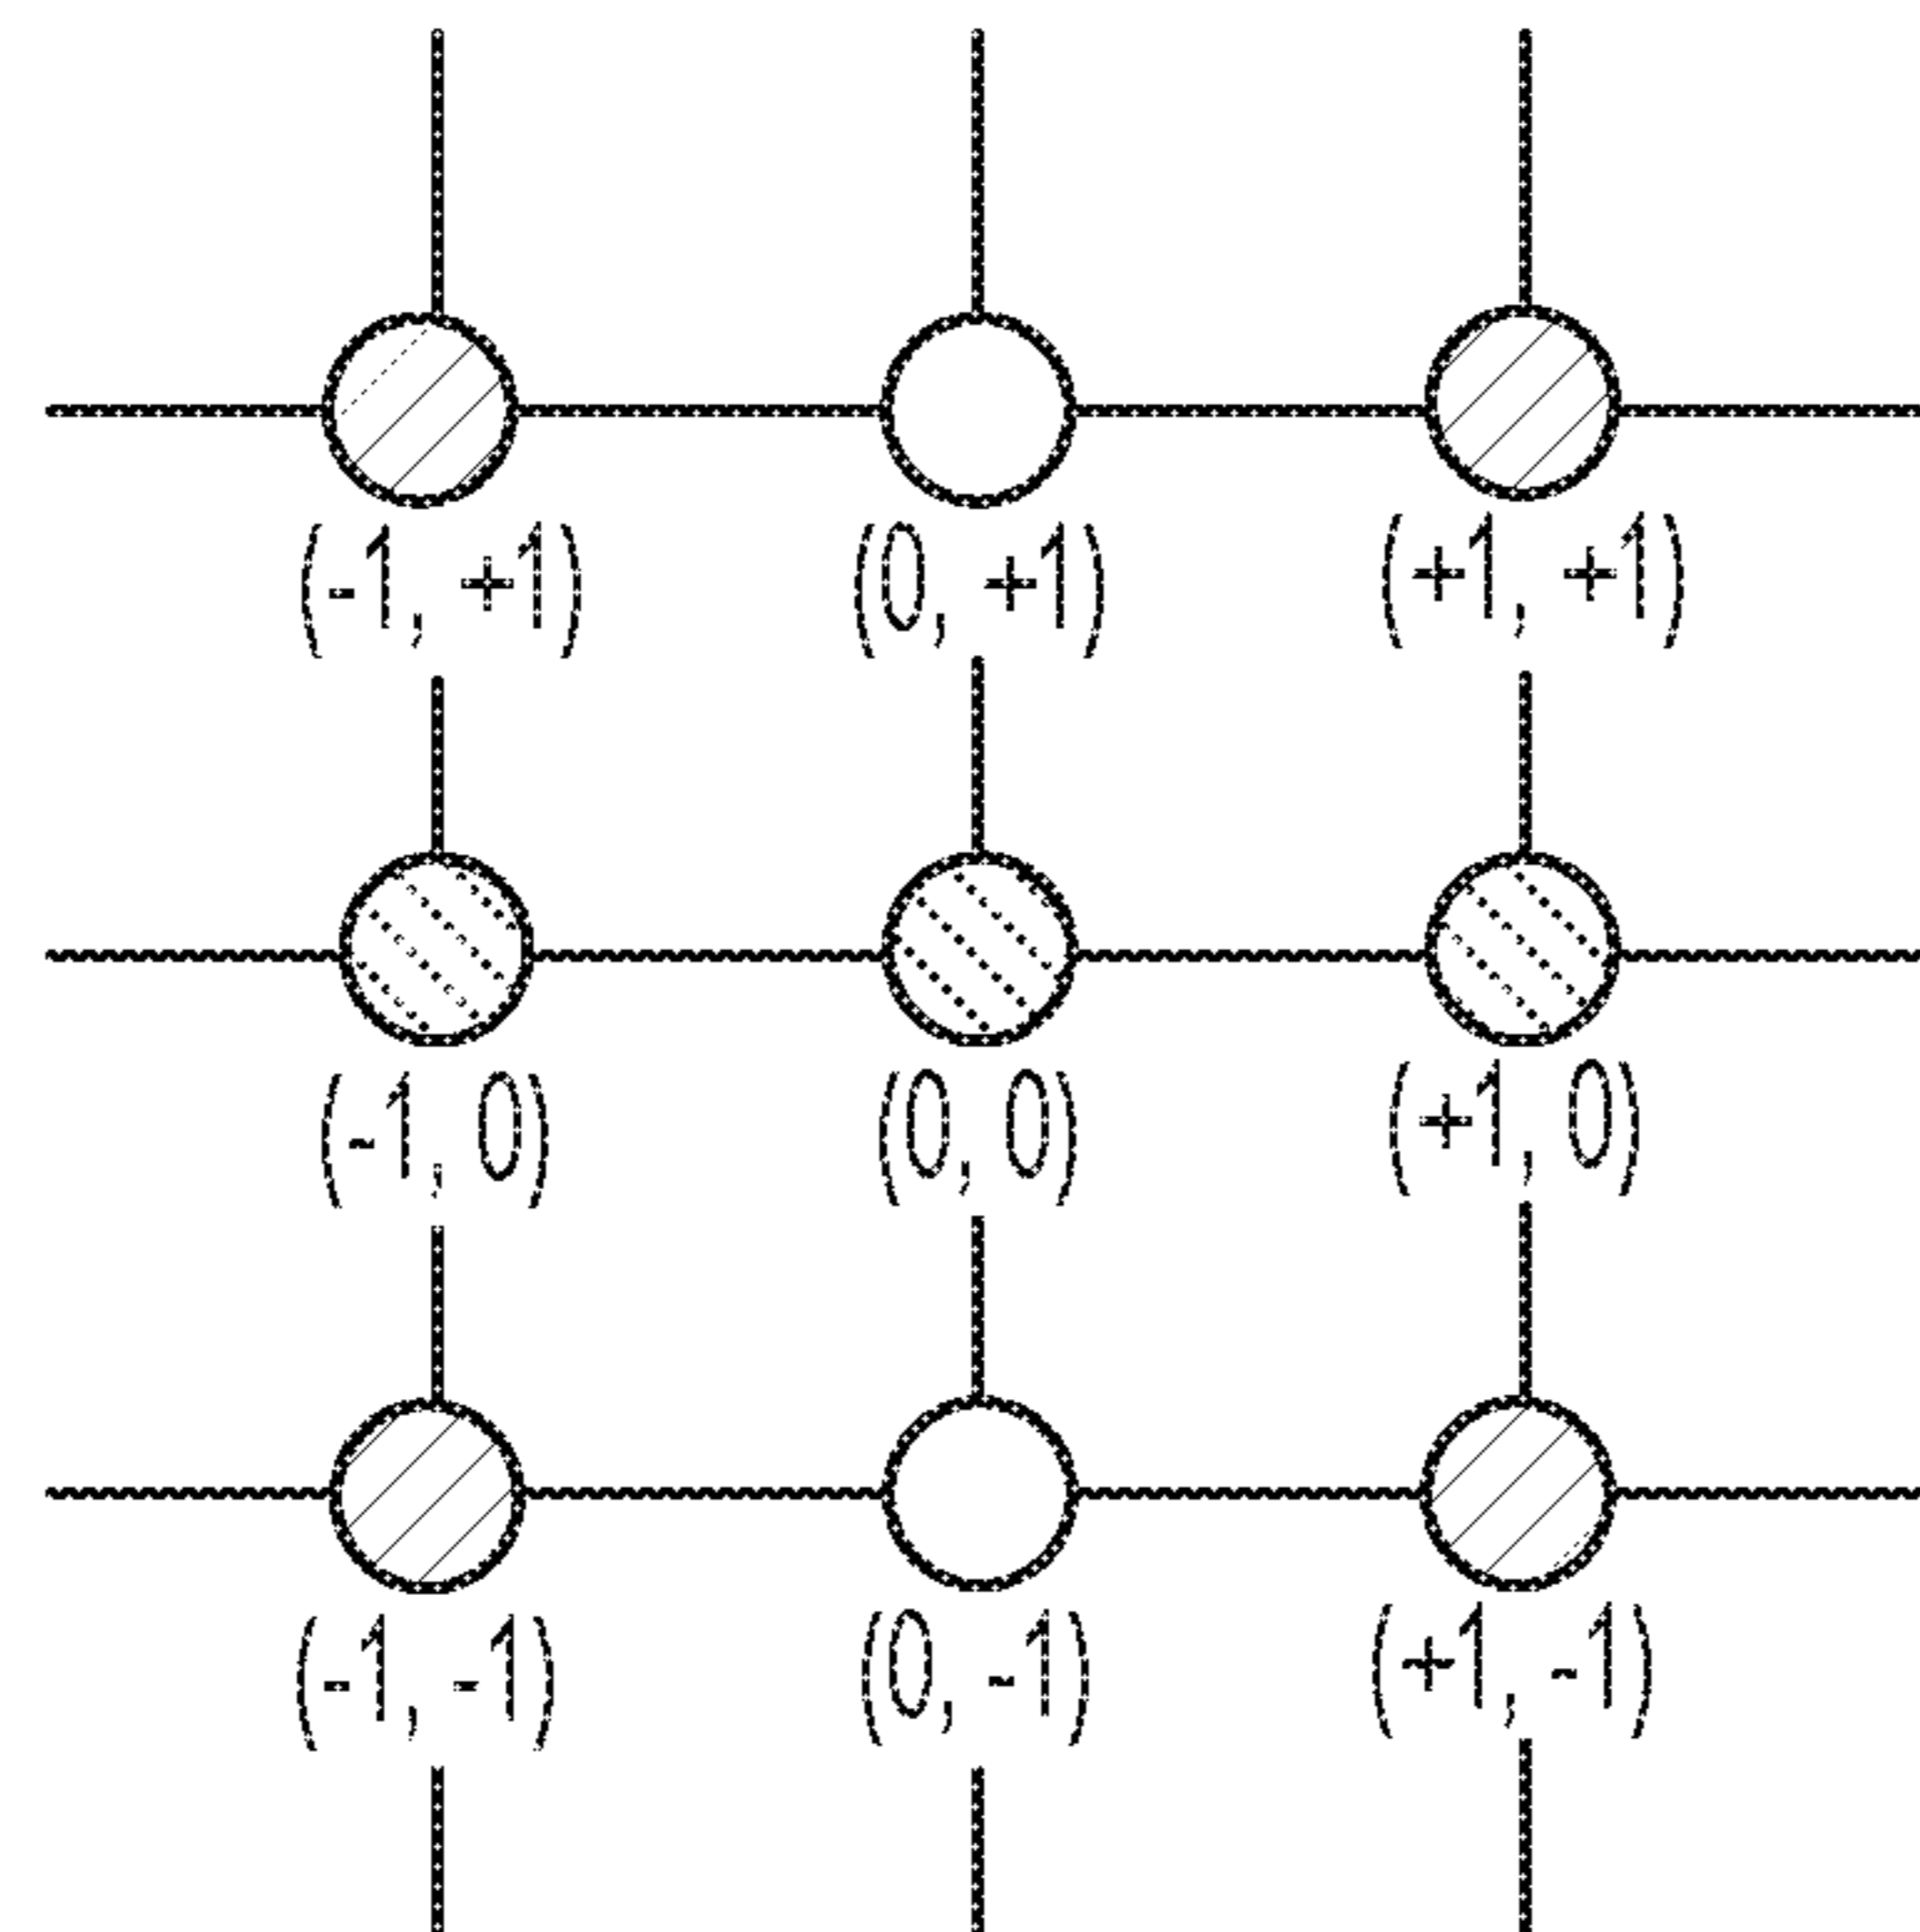 (-1, +1) (0, +1) (+1, +1)
(-1, 0) (0, 0) (+1, 0)
(-1, -1) (0, -1) (+1, -1)